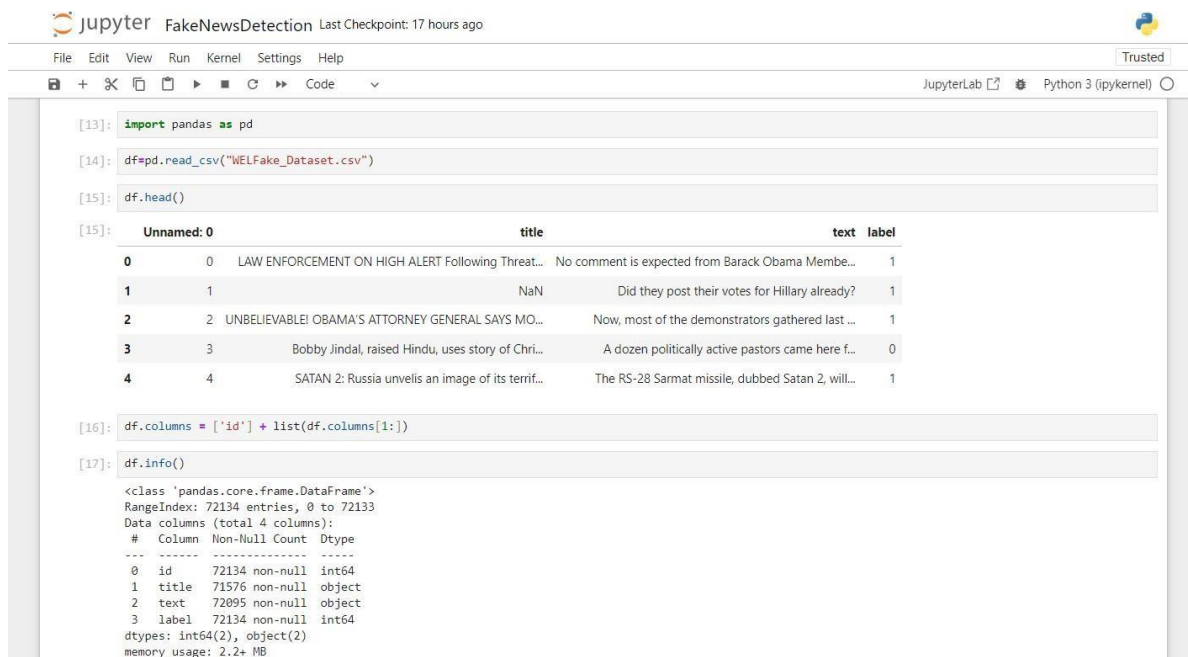 jupyter FakeNewsDetection Last Checkpoint: 17 hours ago
File Edit View Run Kernel Settings Help Trusted
Code JupyterLab Python 3 (ipykernel)
[13]: import pandas as pd
[14]: df=pd.read_csv("WELFake_Dataset.csv")
[15]: df.head()
[15]: Unnamed: 0 title text label
0 0 LAW ENFORCEMENT ON HIGH ALERT Following Threat... No comment is expected from Barack Obama Membe... 1
1 1 NaN Did they post their votes for Hillary already? 1
2 2 UNBELIEVABLE! OBAMA'S ATTORNEY GENERAL SAYS MO... Now, most of the demonstrators gathered last ... 1
3 3 Bobby Jindal, raised Hindu, uses story of Chri... A dozen politically active pastors came here f... 0
4 4 SATAN 2: Russia unvelis an image of its terrif... The RS-28 Sarmat missile, dubbed Satan 2, will... 1
[16]: df.columns = ['id'] + list(df.columns[1:])
[17]: df.info()
<class 'pandas.core.frame.DataFrame'>
RangeIndex: 72134 entries, 0 to 72133
Data columns (total 4 columns):
# Column Non-Null Count Dtype
--- ------ -------------- -----
0 id 72134 non-null int64
1 title 71576 non-null object
2 text 72095 non-null object
3 label 72134 non-null int64
dtypes: int64(2), object(2)
memory usage: 2.2+ MB